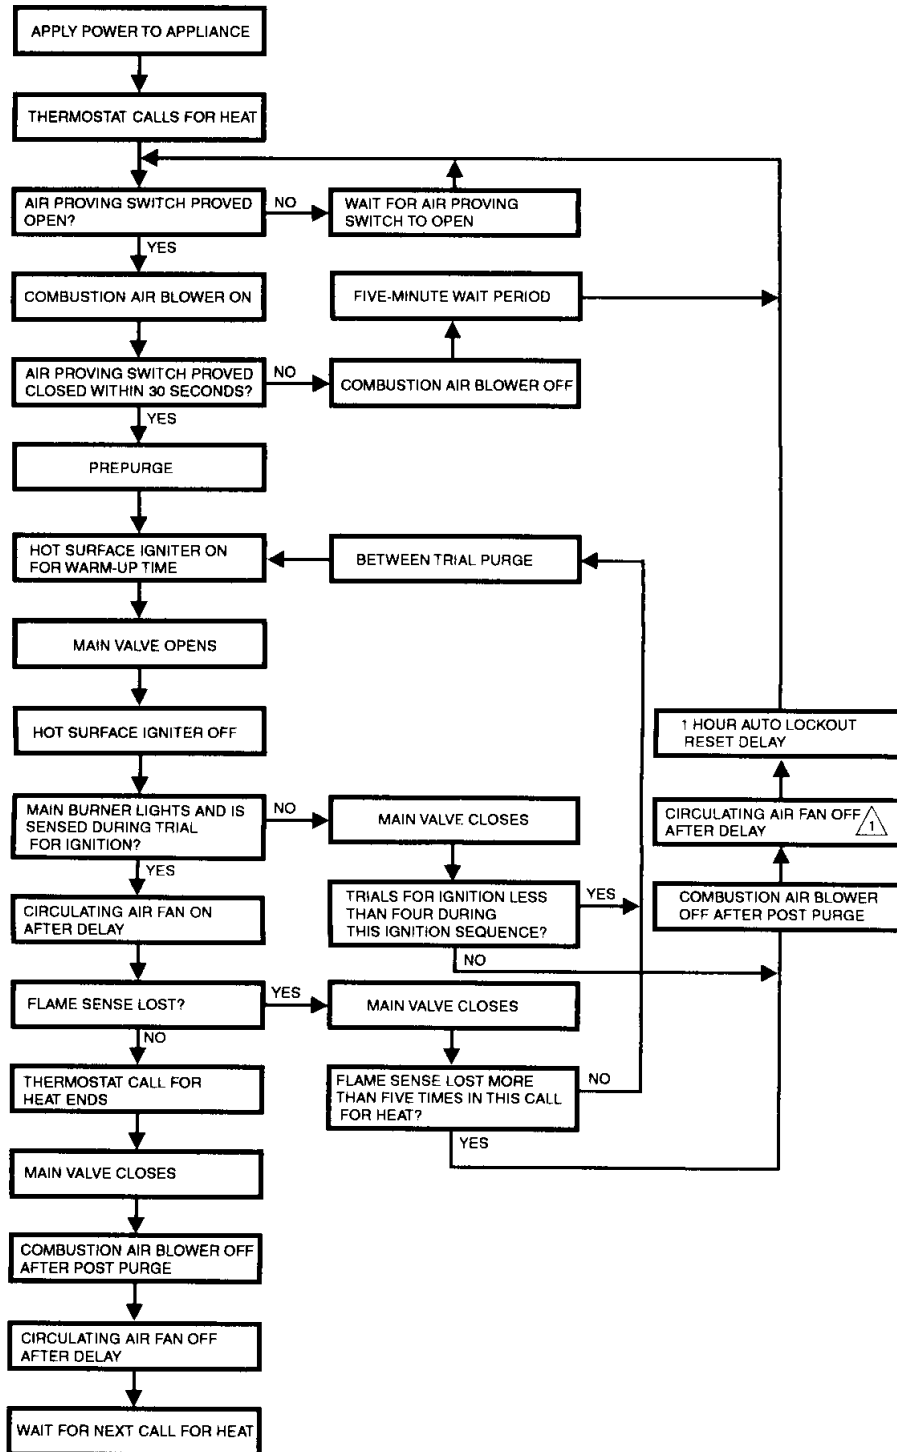 APPLY POWER TO APPLIANCE
THERMOSTAT CALLS FOR HEAT
AIR PROVING SWITCH PROVED
OPEN?
NO
WAIT FOR AIR PROVING
SWITCH TO OPEN
YES
COMBUSTION AIR BLOWER ON
FIVE-MINUTE WAIT PERIOD
AIR PROVING SWITCH PROVED
CLOSED WITHIN 30 SECONDS?
NO
COMBUSTION AIR BLOWER OFF
YES
PREPURGE
HOT SURFACE IGNITER ON
FOR WARM-UP TIME
BETWEEN TRIAL PURGE
MAIN VALVE OPENS
HOT SURFACE IGNITER OFF
1 HOUR AUTO LOCKOUT
RESET DELAY
MAIN BURNER LIGHTS AND IS
SENSED DURING TRIAL
FOR IGNITION?
NO
MAIN VALVE CLOSES
CIRCULATING AIR FAN OFF
AFTER DELAY
1
YES
CIRCULATING AIR FAN ON
AFTER DELAY
TRIALS FOR IGNITION LESS
THAN FOUR DURING
THIS IGNITION SEQUENCE?
YES
COMBUSTION AIR BLOWER
OFF AFTER POST PURGE
NO
FLAME SENSE LOST?
YES
MAIN VALVE CLOSES
NO
THERMOSTAT CALL FOR
HEAT ENDS
FLAME SENSE LOST MORE
THAN FIVE TIMES IN THIS CALL
FOR HEAT?
NO
YES
MAIN VALVE CLOSES
COMBUSTION AIR BLOWER OFF
AFTER POST PURGE
CIRCULATING AIR FAN OFF
AFTER DELAY
WAIT FOR NEXT CALL FOR HEAT